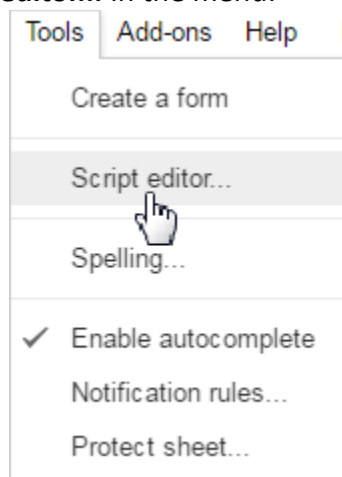 in the menu.
Tools Add-ons Help
Create a form
Script editor...
Spelling...
Enable autocomplete
Notification rules...
Protect sheet...